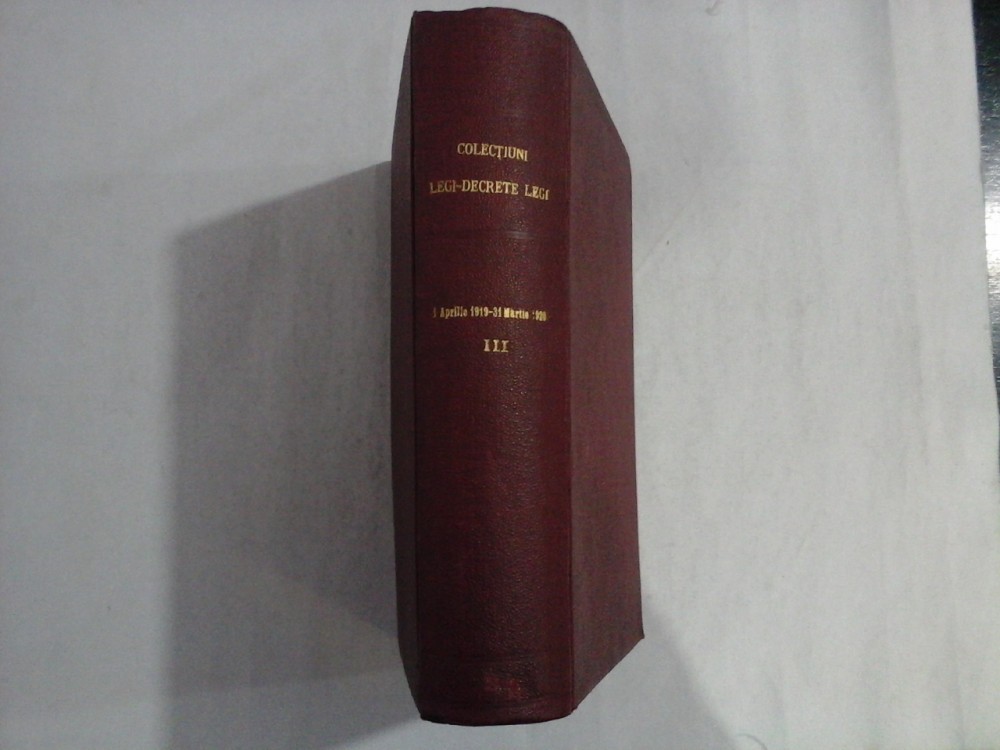 COLECȚIUNI
LEGI-DECRETE LEGI
1 Aprilie 1919-31 Martie 1920
III